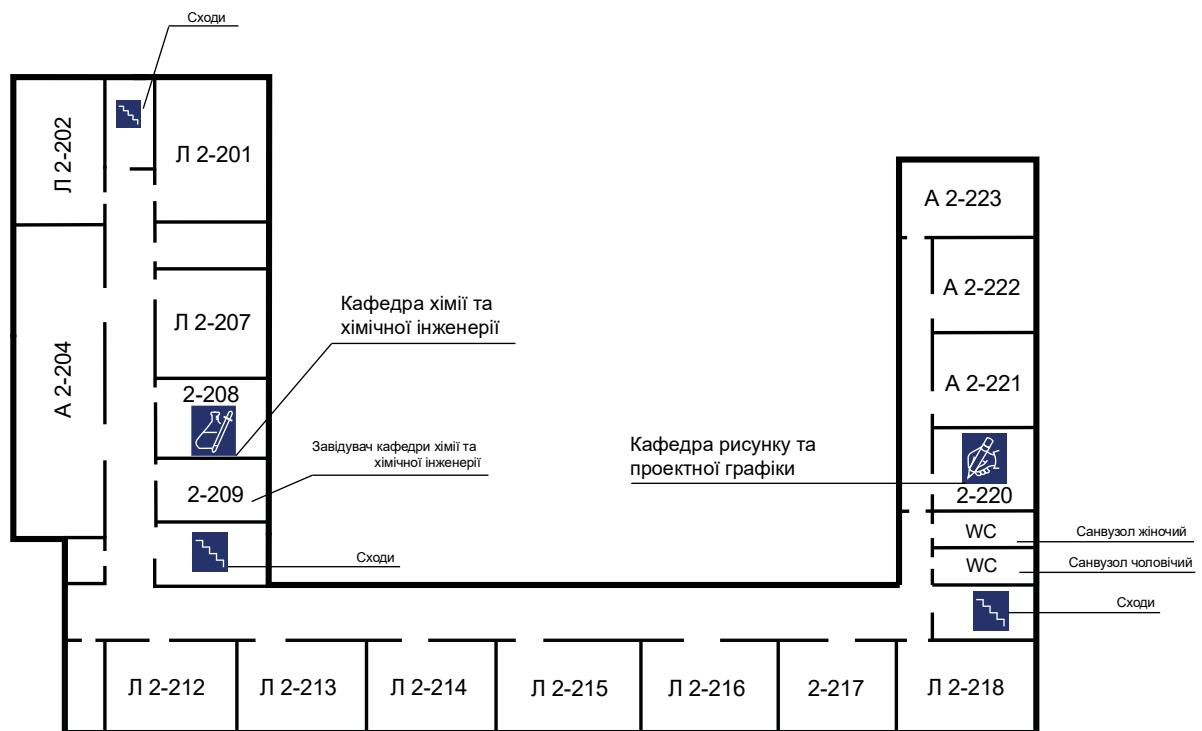 Сходи
Л 2-202
Л 2-201
А 2-223
А 2-222
Кафедра хімії та
хімічної інженерії
Л 2-207
А 2-204
2-208
А 2-221
Завідувач кафедри хімії та
хімічної інженерії
Кафедра рисунку та
проектної графіки
2-209
2-220
WC
Санвузол жіночий
Сходи
WC
Санвузол чоловічий
Сходи
Л 2-212
Л 2-213
Л 2-214
Л 2-215
Л 2-216
2-217
Л 2-218